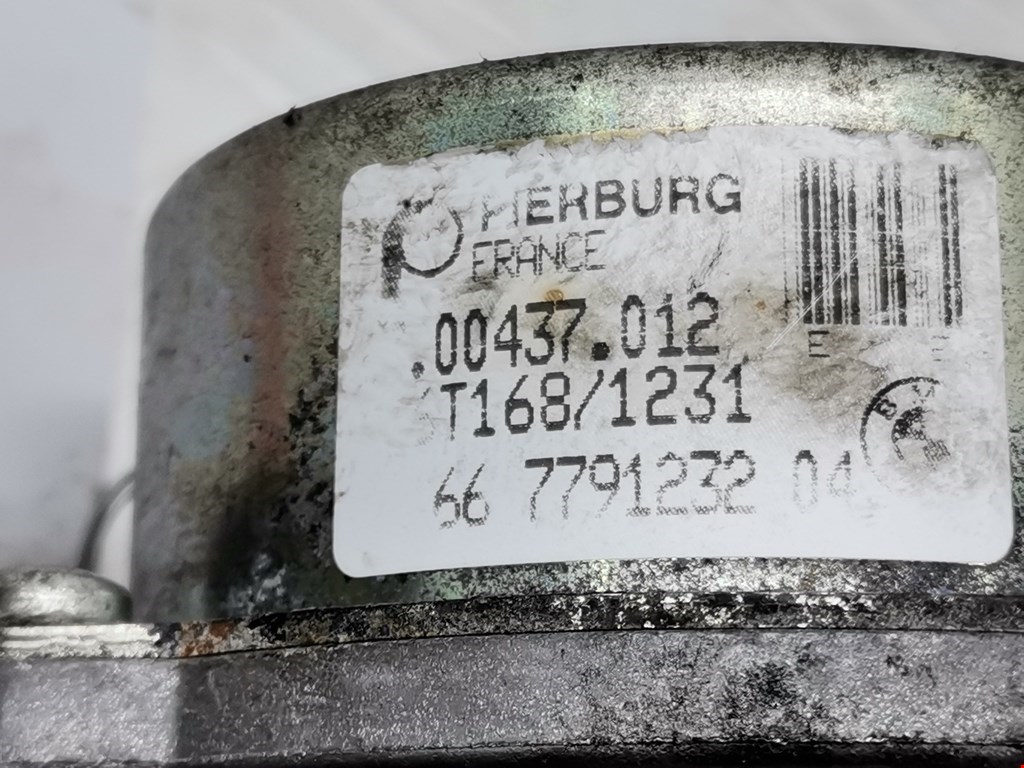 PIERBURG
FRANCE
.00437.012
T168/1231
66 7791232 04
E E